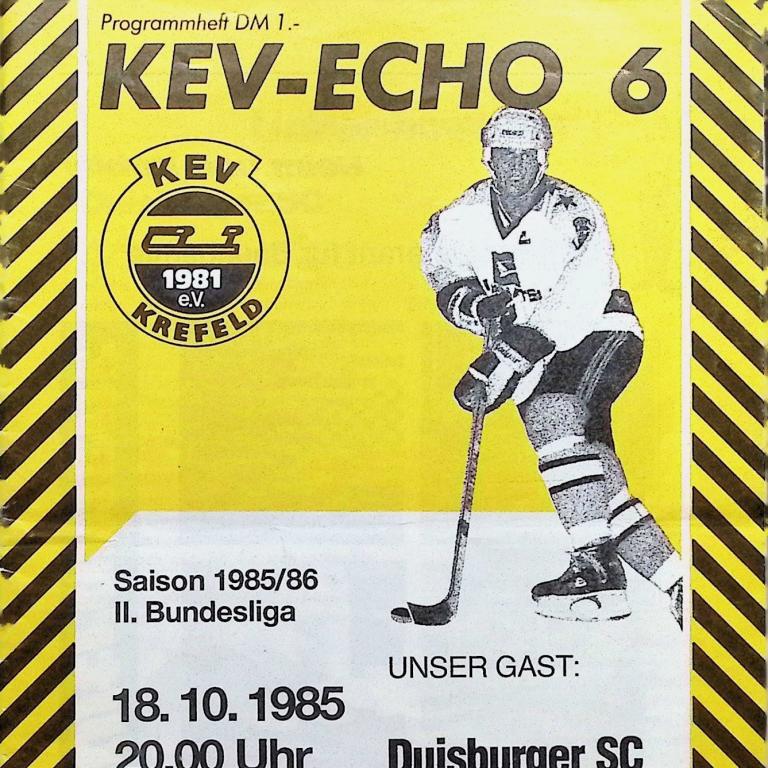 Programmheft DM 1.-
KEV-ECHO 6
KEV
1981
e.V.
KREFELD
Saison 1985/86
II. Bundesliga
UNSER GAST:
18. 10. 1985
20.00 Uhr
Duisburger SC